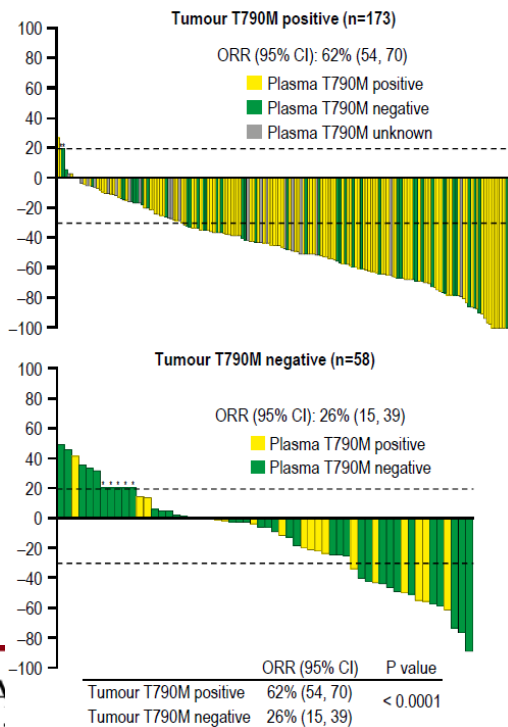 Tumour T790M positive (n=173)
ORR (95% CI): 62% (54, 70)
Plasma T790M positive
Plasma T790M negative
Plasma T790M unknown
100
80
60
40
20
0
−20
−40
−60
−80
−100
**
Tumour T790M negative (n=58)
ORR (95% CI): 26% (15, 39)
Plasma T790M positive
Plasma T790M negative
100
80
60
40
20
0
−20
−40
−60
−80
−100
* * * * *
ORR (95% CI) P value
Tumour T790M positive 62% (54, 70) < 0.0001
Tumour T790M negative 26% (15, 39)